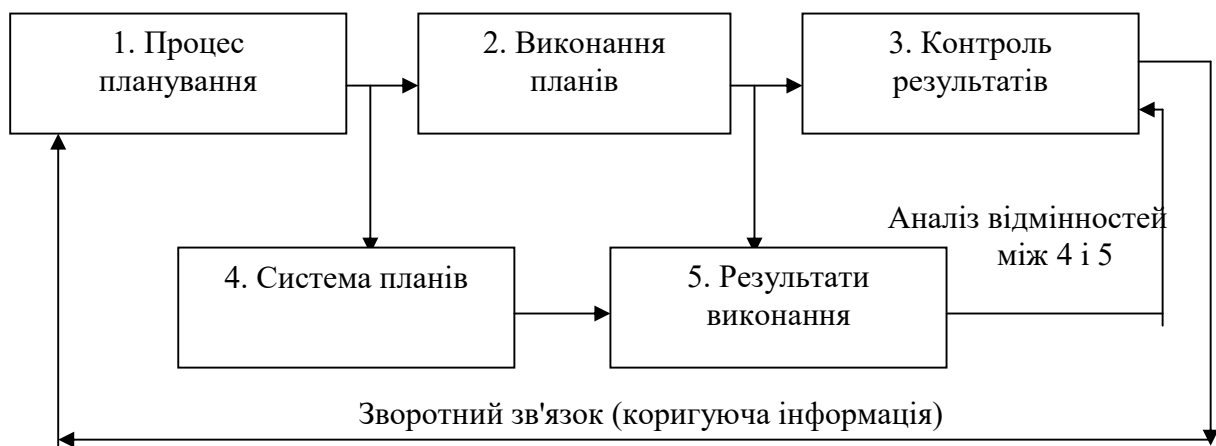 1. Процес
планування
2. Виконання
планів
3. Контроль
результатів
Аналіз відмінностей
між 4 і 5
4. Система планів
5. Результати
виконання
Зворотний зв'язок (коригуюча інформація)